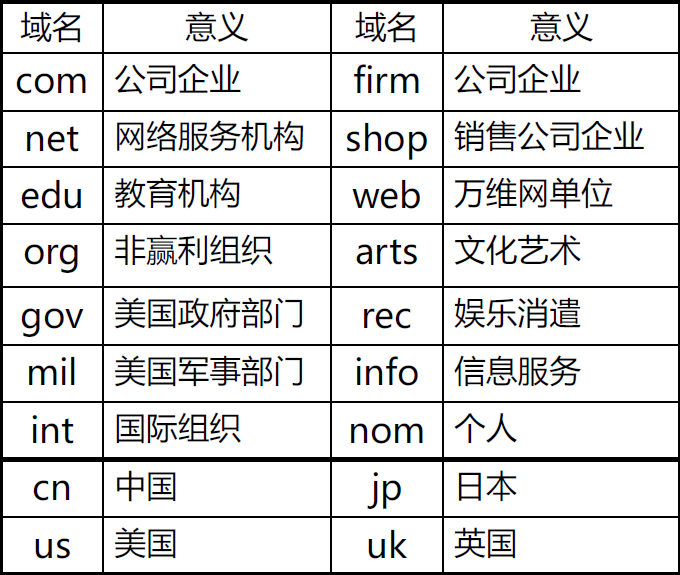 域名 意义 域名 意义
com 公司企业 firm 公司企业
net 网络服务机构 shop 销售公司企业
edu 教育机构 web 万维网单位
org 非赢利组织 arts 文化艺术
gov 美国政府部门 rec 娱乐消遣
mil 美国军事部门 info 信息服务
int 国际组织 nom 个人
cn 中国 jp 日本
us 美国 uk 英国